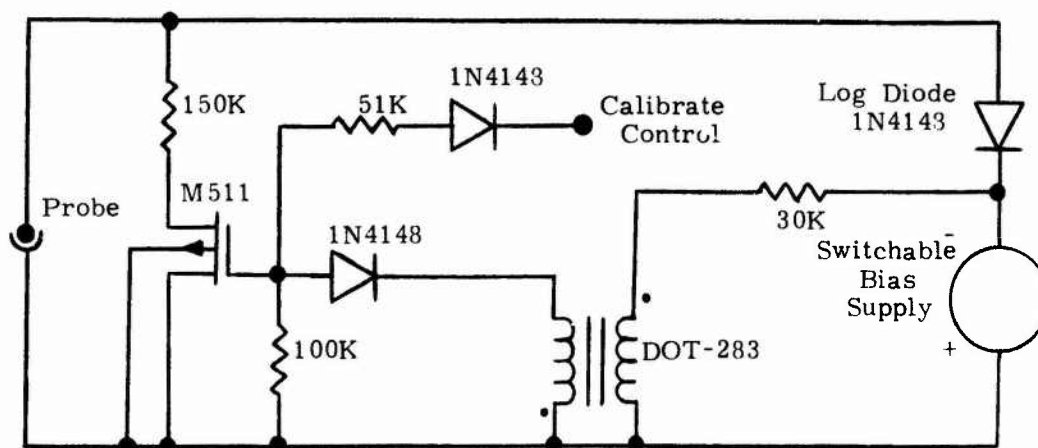 150K
51K
1N4143
Calibrate
Control
Log Diode
1N4143
M511
Probe
1N4148
30K
Switchable
Bias
Supply
-
+
100K
DOT-283